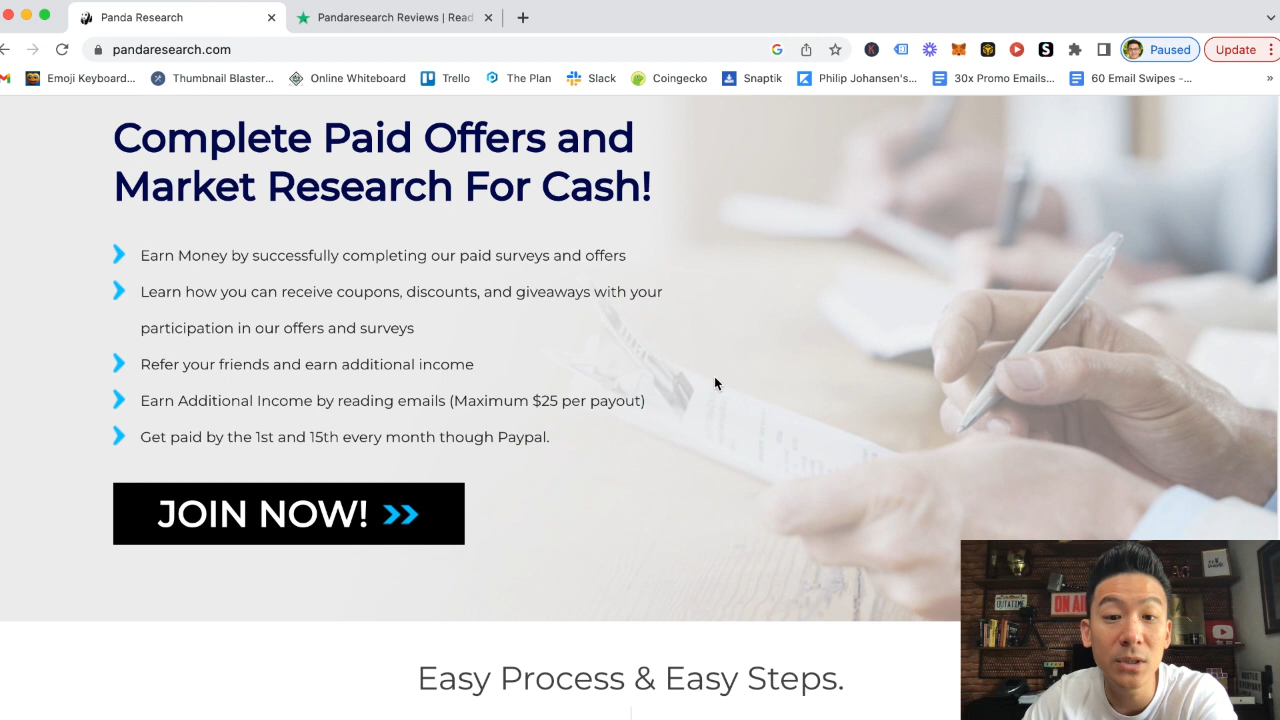 Panda Research
Pandaresearch Reviews | Read
pandaresearch.com
Paused
Update
Emoji Keyboard...
Thumbnail Blaster...
Online Whiteboard
Trello
The Plan
Slack
Coingecko
Snaptik
Philip Johansen's...
30x Promo Emails...
60 Email Swipes -...
Complete Paid Offers and
Market Research For Cash!
Earn Money by successfully completing our paid surveys and offers
Learn how you can receive coupons, discounts, and giveaways with your
participation in our offers and surveys
Refer your friends and earn additional income
Earn Additional Income by reading emails (Maximum $25 per payout)
Get paid by the 1st and 15th every month though Paypal.
JOIN NOW!
Easy Process & Easy Steps.
OUTATIME
ON AI